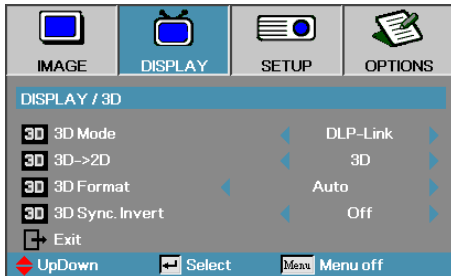 IMAGE DISPLAY SETUP OPTIONS
DISPLAY / 3D
3D 3D Mode DLP-Link
3D 3D->2D 3D
3D 3D Format Auto
3D 3D Sync. Invert Off
Exit
UpDown Select Menu Menu off